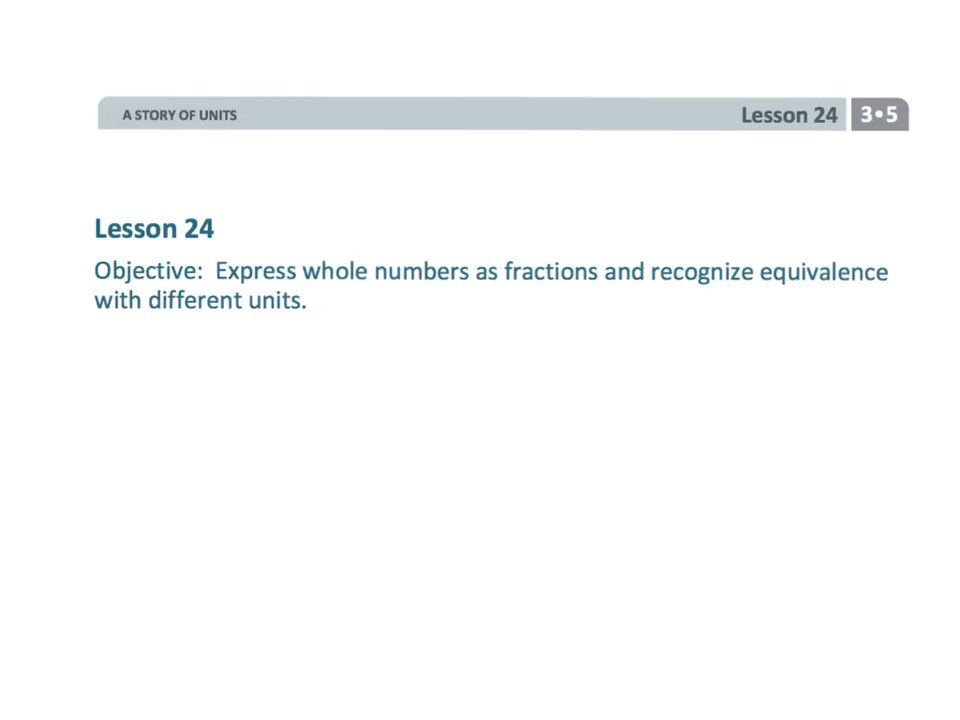 A STORY OF UNITS
Lesson 24
3•5
Lesson 24
Objective: Express whole numbers as fractions and recognize equivalence
with different units.